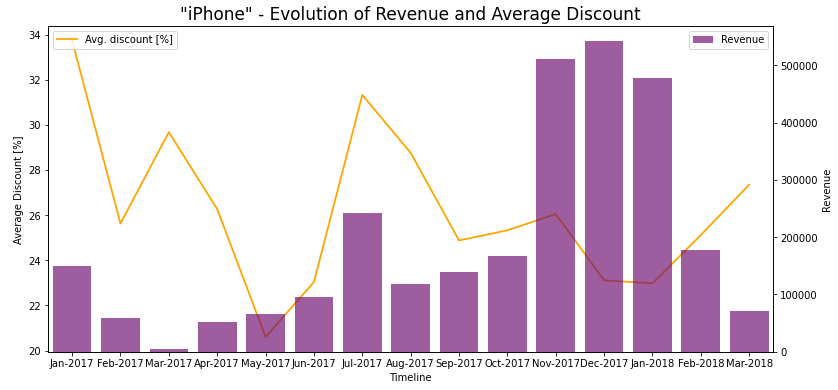 "iPhone" - Evolution of Revenue and Average Discount
Avg. discount [%]
Revenue
34
32
30
28
26
24
22
20
Average Discount [%]
500000
400000
300000
200000
100000
0
Revenue
Jan-2017 Feb-2017 Mar-2017 Apr-2017 May-2017 Jun-2017 Jul-2017 Aug-2017 Sep-2017 Oct-2017 Nov-2017 Dec-2017 Jan-2018 Feb-2018 Mar-2018
Timeline